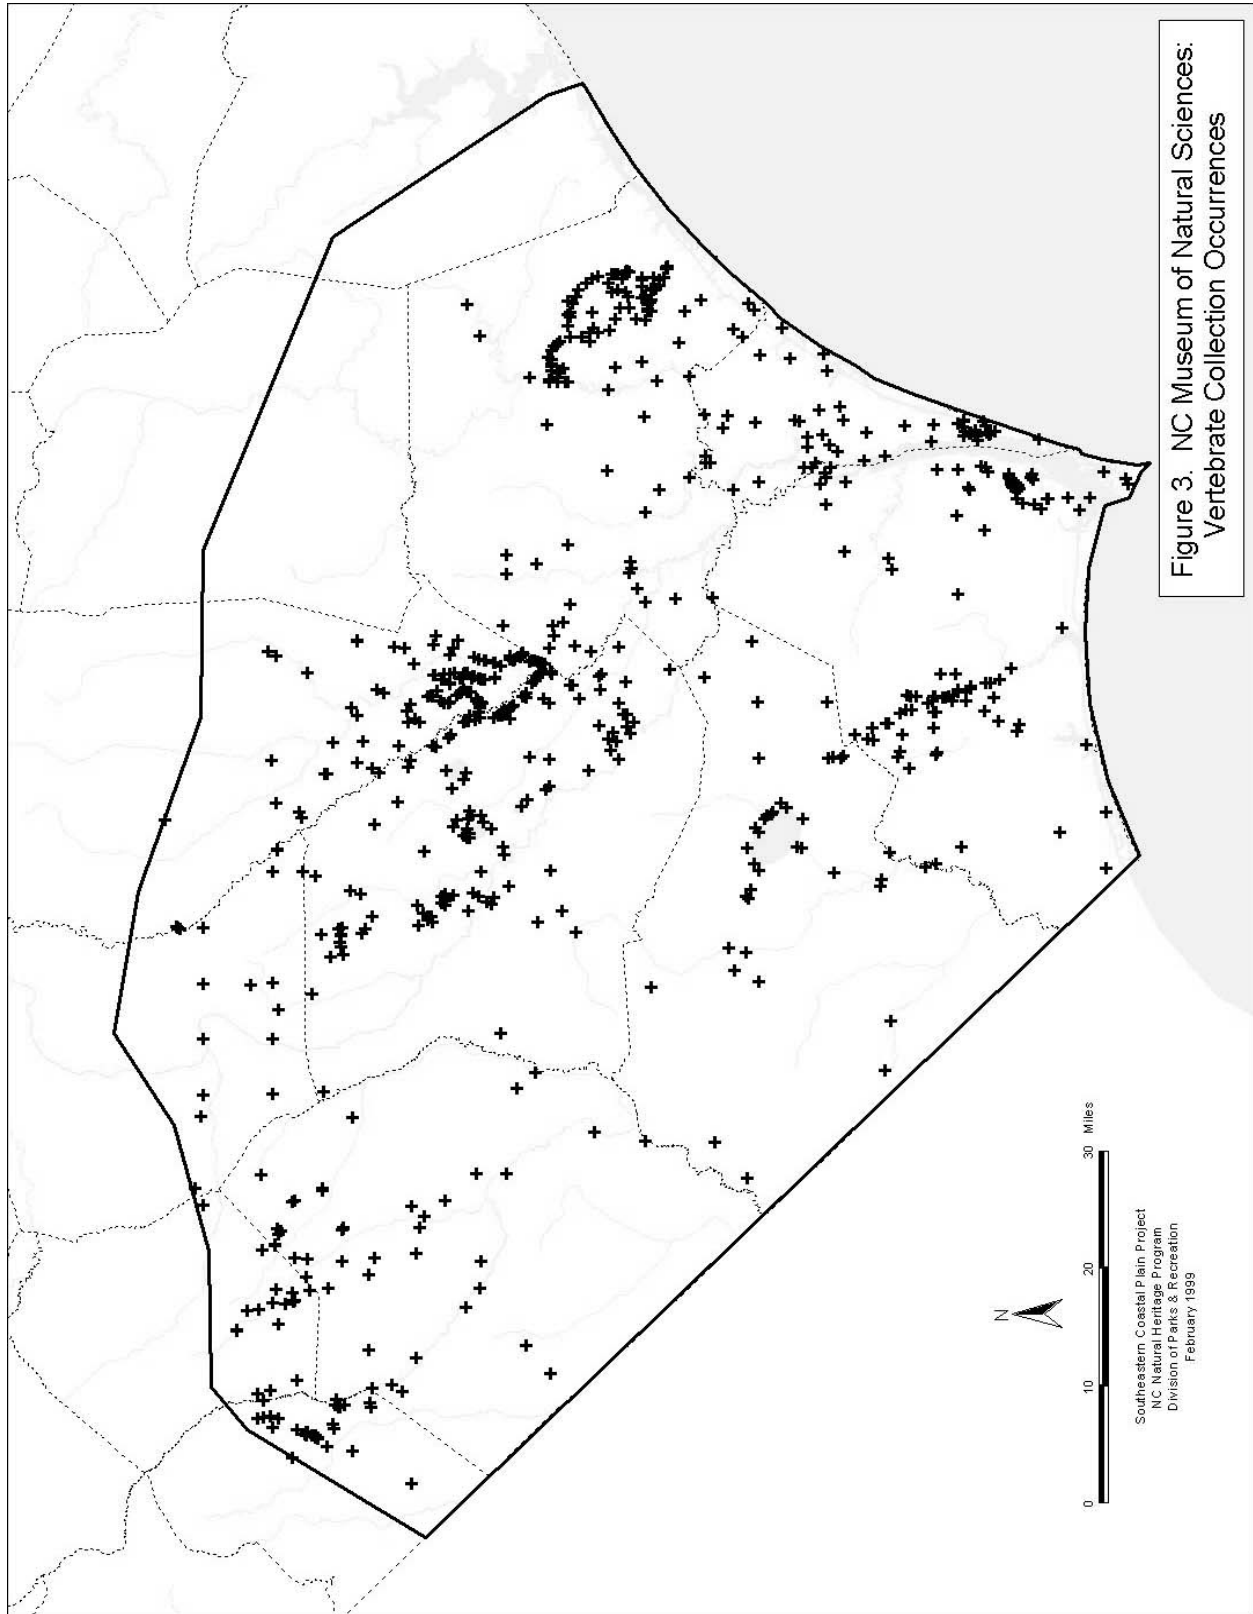 Figure 3. NC Museum of Natural Sciences:
Vertebrate Collection Occurrences
N
0 10 20 30 Miles
Southeastern Coastal Plain Project
NC Natural Heritage Program
Division of Parks & Recreation
February 1999